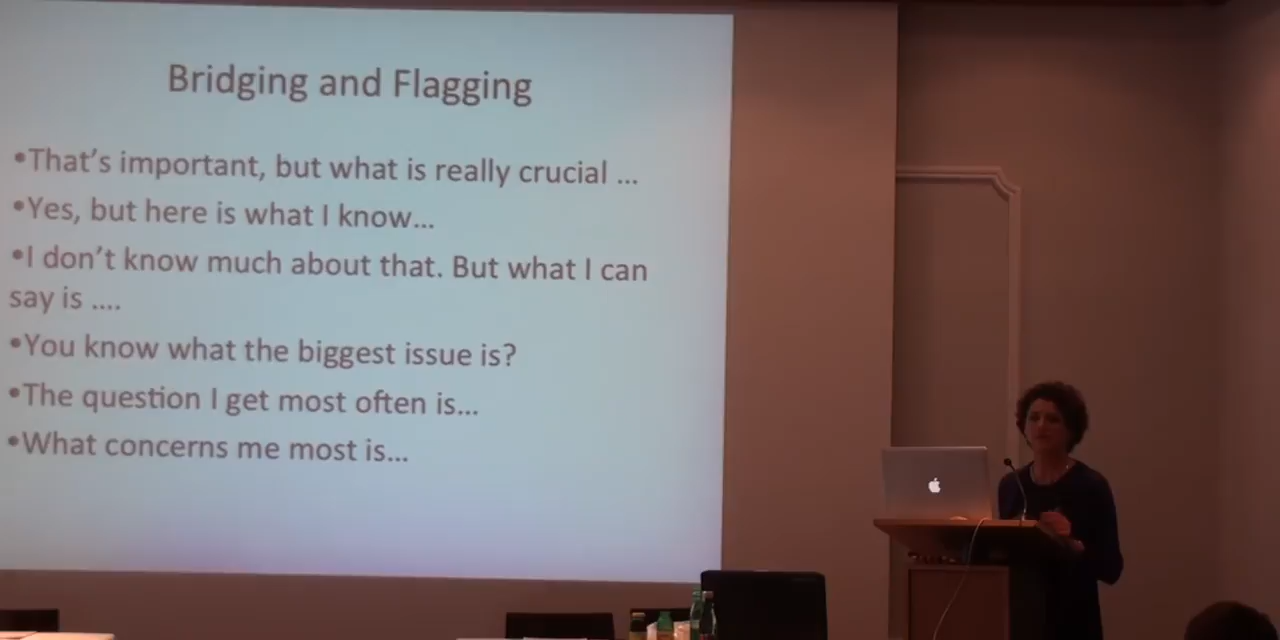 Bridging and Flagging
•That's important, but what is really crucial ...
•Yes, but here is what I know...
•I don't know much about that. But what I can
say is ....
•You know what the biggest issue is?
•The question I get most often is...
•What concerns me most is...